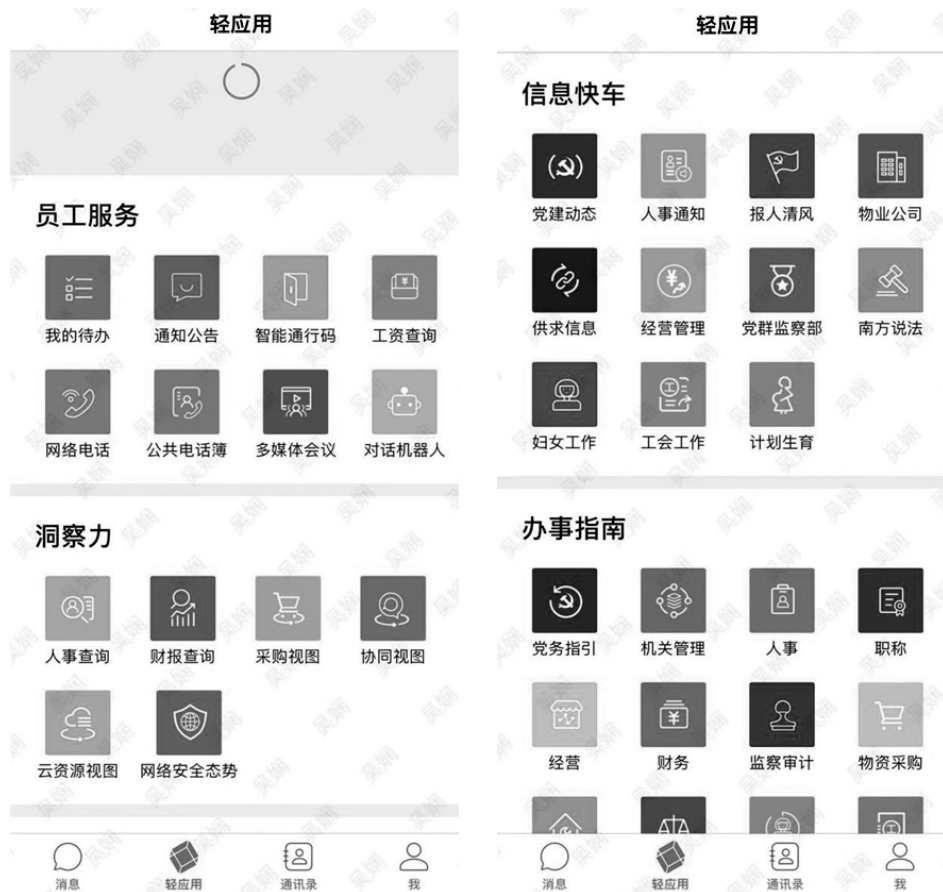 轻应用
员工服务
我的待办 通知公告 智能通行码 工资查询
网络电话 公共电话簿 多媒体会议 对话机器人
洞察力
人事查询 财报查询 采购视图 协同视图
云资源视图 网络安全态势
消息 轻应用 通讯录 我
轻应用
信息快车
党建动态 人事通知 报人清风 物业公司
供求信息 经营管理 党群监察部 南方说法
妇女工作 工会工作 计划生育
办事指南
党务指引 机关管理 人事 职称
经营 财务 监察审计 物资采购
消息 轻应用 通讯录 我